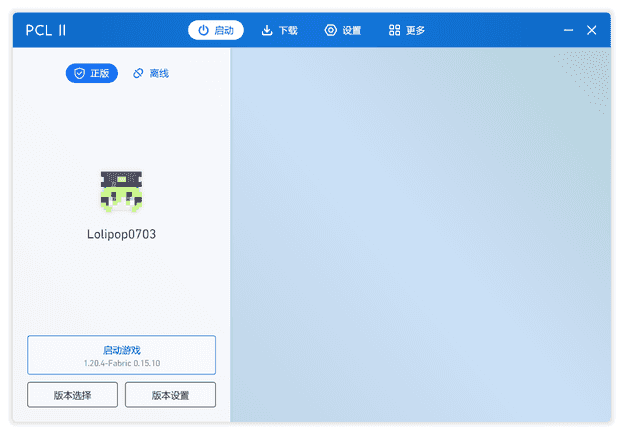 PCL II
启动
下载
设置
更多
正版
离线
Lolipop0703
启动游戏
1.20.4-Fabric 0.15.10
版本选择
版本设置